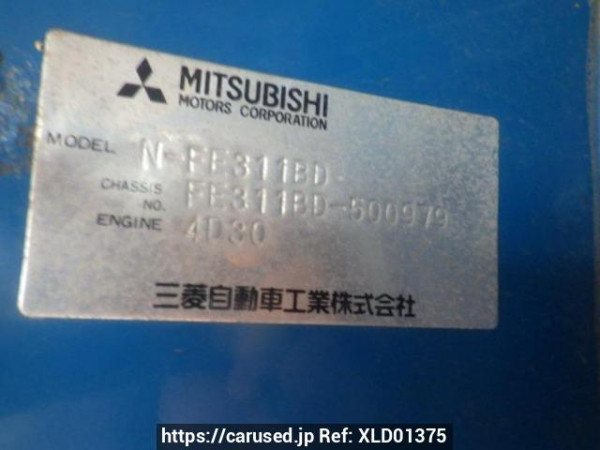 MITSUBISHI
MOTORS CORPORATION
MODEL N-FE311BD-
CHASSIS NO. FE311BD-500979
ENGINE 4D30
三菱自動車工業株式会社
https://carused.jp Ref: XLD01375